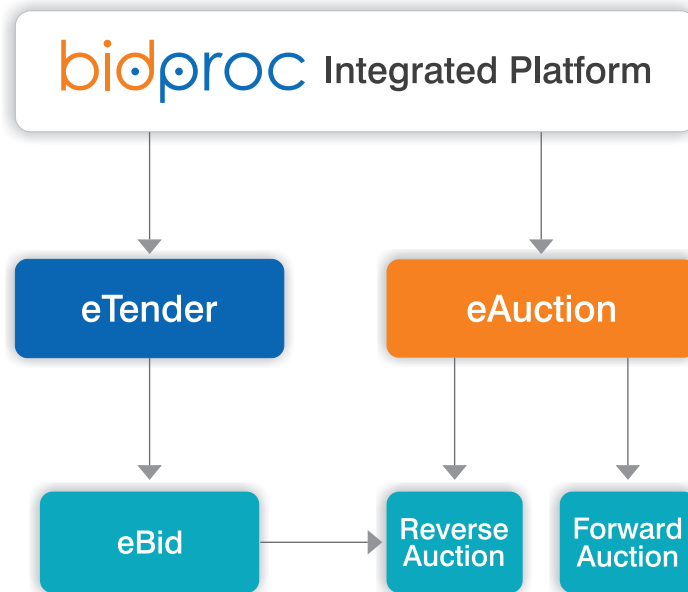 bidproc Integrated Platform
eTender
eAuction
eBid
Reverse
Auction
Forward
Auction